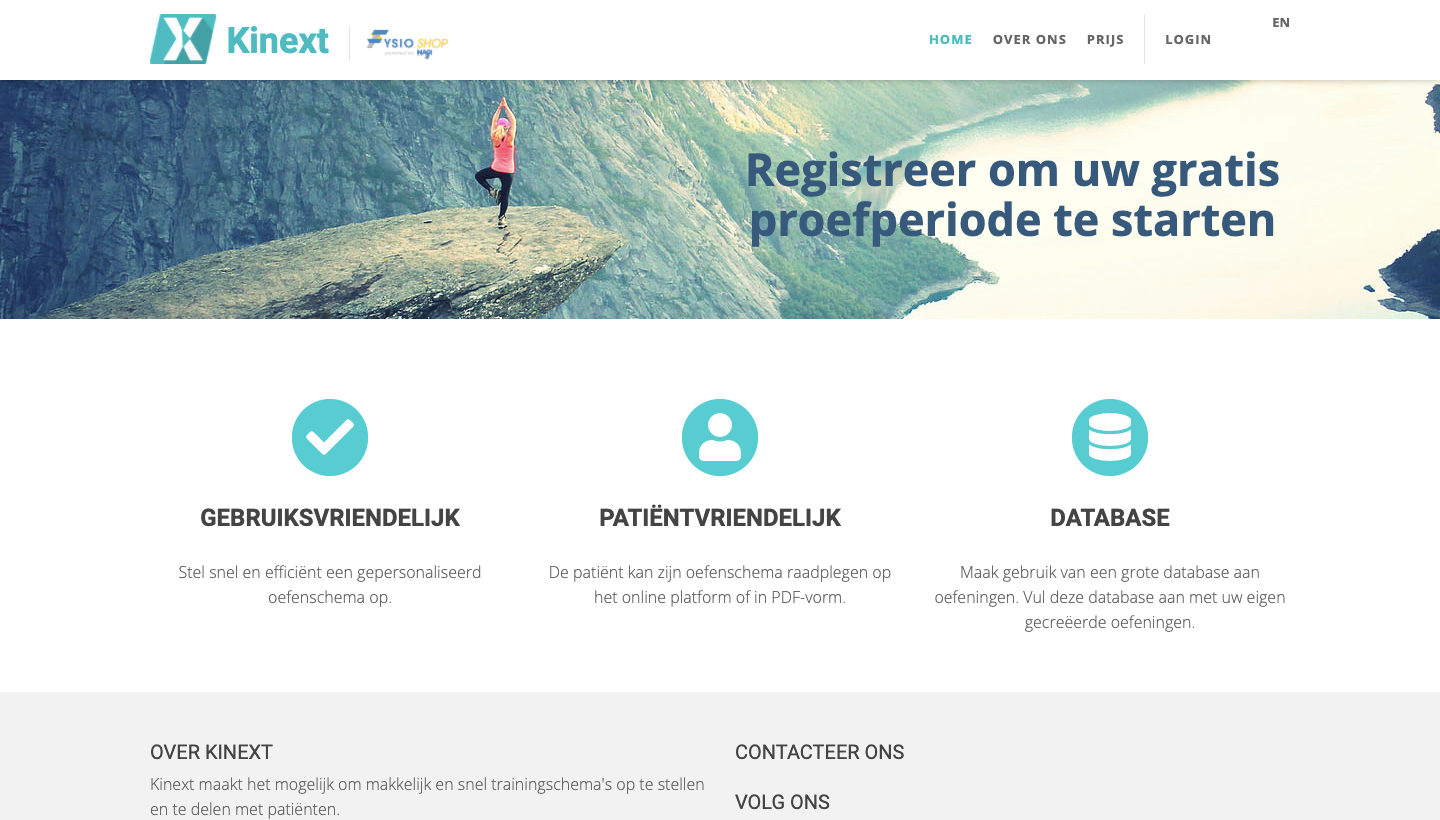 Kinext
FYSIO SHOP
NAGI
HOME
OVER ONS
PRIJS
LOGIN
EN
Registreer om uw gratis
proefperiode te starten
GEBRUIKSVRIENDELIJK
Stel snel en efficiënt een gepersonaliseerd
oefenschema op.
PATIËNTVRIENDELIJK
De patiënt kan zijn oefenschema raadplegen op
het online platform of in PDF-vorm.
DATABASE
Maak gebruik van een grote database aan
oefeningen. Vul deze database aan met uw eigen
gecreëerde oefeningen.
OVER KINEXT
Kinext maakt het mogelijk om makkelijk en snel trainingschema's op te stellen
en te delen met patiënten.
CONTACTEER ONS
VOLG ONS